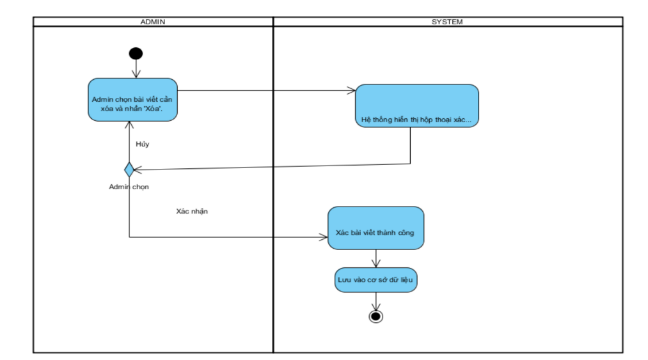 ADMIN
SYSTEM
Admin chọn bài viết cần
xóa và nhấn 'Xóa'.
Hệ thống hiển thị hộp thoại xác...
Hủy
Admin chọn
Xác nhận
Xác bài viết thành công
Lưu vào cơ sở dữ liệu